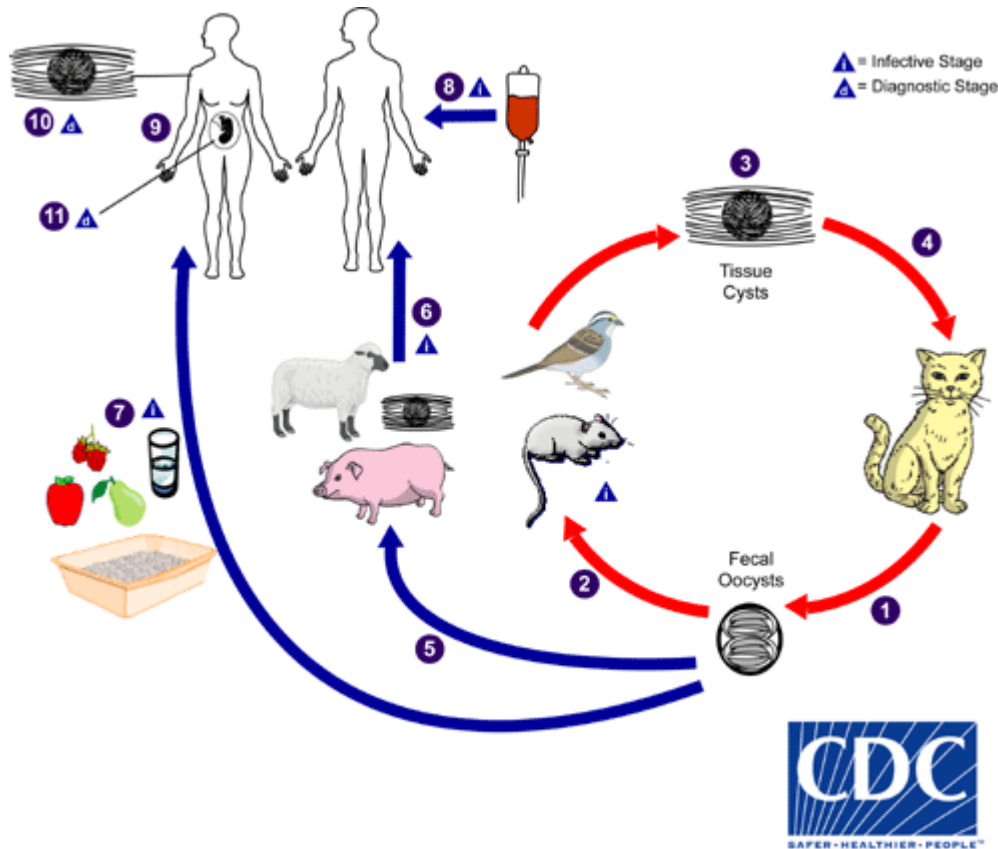 i = Infective Stage
d = Diagnostic Stage
8 i
10 d
9
11 d
3
Tissue
Cysts
4
6
i
7 i
i
Fecal
Oocysts
2
1
5
CDC
SAFER·HEALTHIER·PEOPLE™